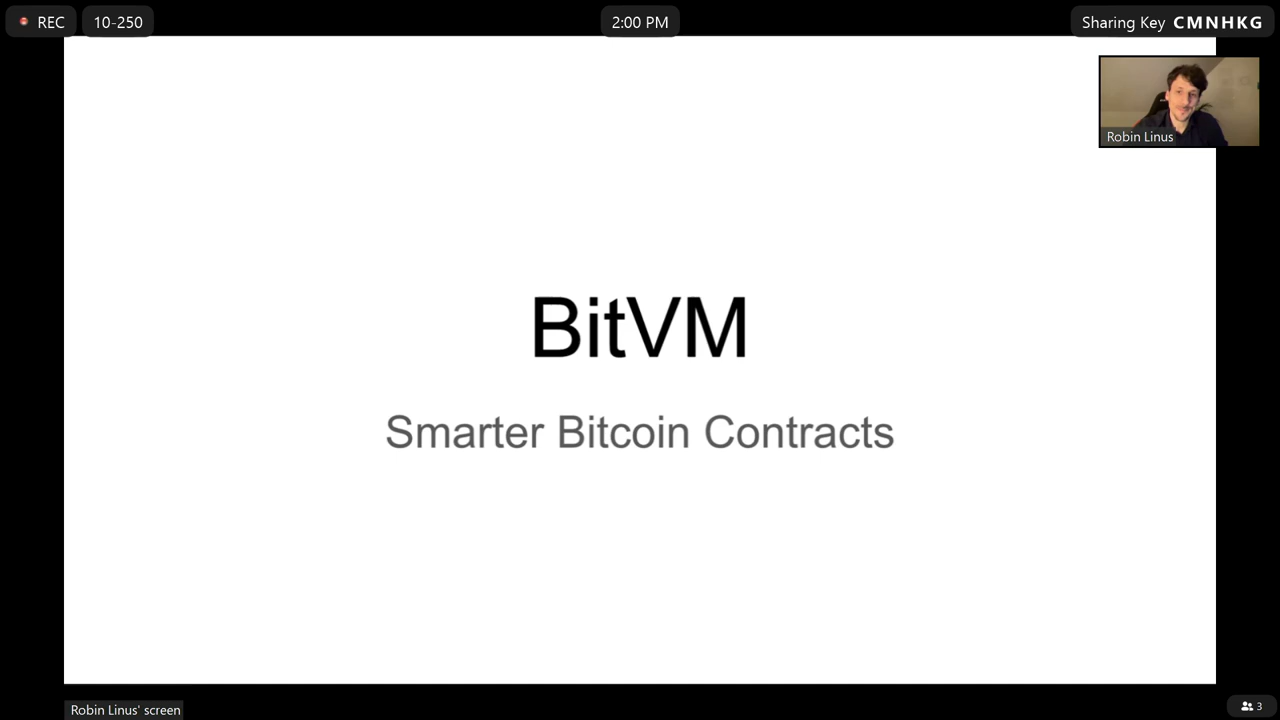 REC
10-250
2:00 PM
Sharing Key CMNHKG
Robin Linus
BitVM
Smarter Bitcoin Contracts
Robin Linus' screen
3